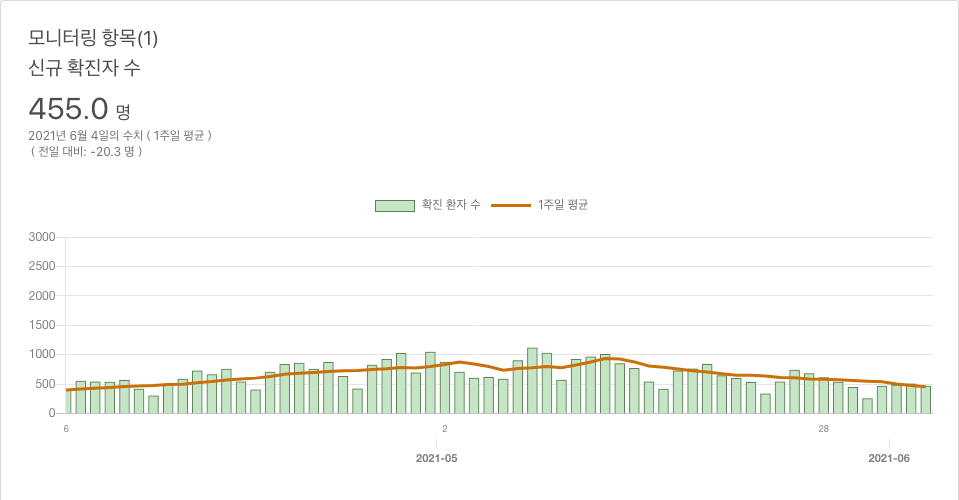 모니터링 항목(1)
신규 확진자 수
455.0 명
2021년 6월 4일의 수치 ( 1주일 평균 )
( 전일 대비: -20.3 명 )
확진 환자 수 1주일 평균
3000
2500
2000
1500
1000
500
0
6 2 28
2021-05 2021-06